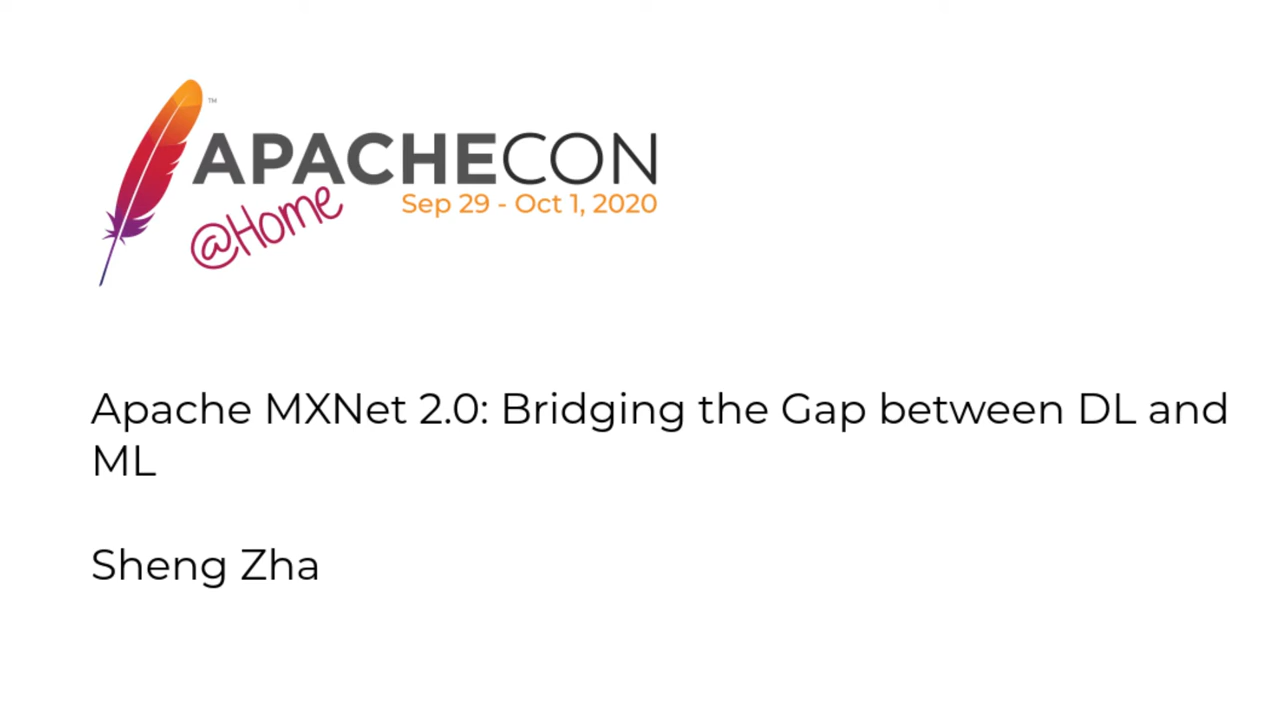 ™
APACHECON
@Home
Sep 29 - Oct 1, 2020
Apache MXNet 2.0: Bridging the Gap between DL and
ML
Sheng Zha